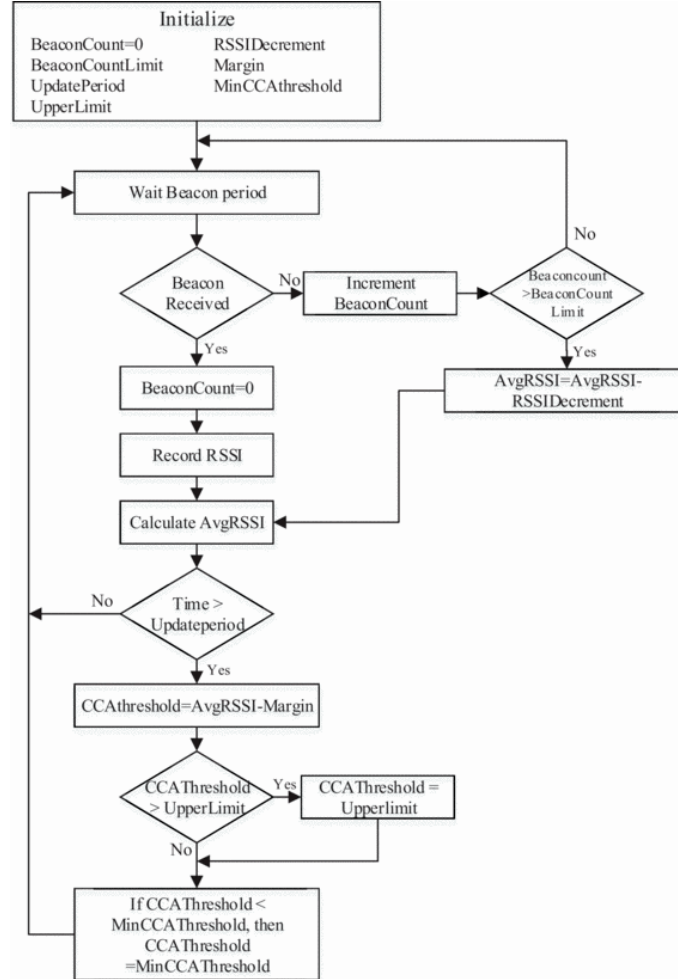 Initialize
BeaconCount=0
BeaconCountLimit
UpdatePeriod
UpperLimit
RSSIDecrement
Margin
MinCCAthreshold
Wait Beacon period
Beacon
Received
No
Increment
BeaconCount
Beaconcount
>BeaconCount
Limit
No
Yes
AvgRSSI=AvgRSSI-
RSSIDecrement
Yes
BeaconCount=0
Record RSSI
Calculate AvgRSSI
Time >
Updateperiod
No
Yes
CCAthreshold=AvgRSSI-Margin
CCAThreshold
> UpperLimit
Yes
CCAThreshold =
Upperlimit
No
If CCAThreshold <
MinCCAThreshold, then
CCAThreshold
=MinCCAThreshold